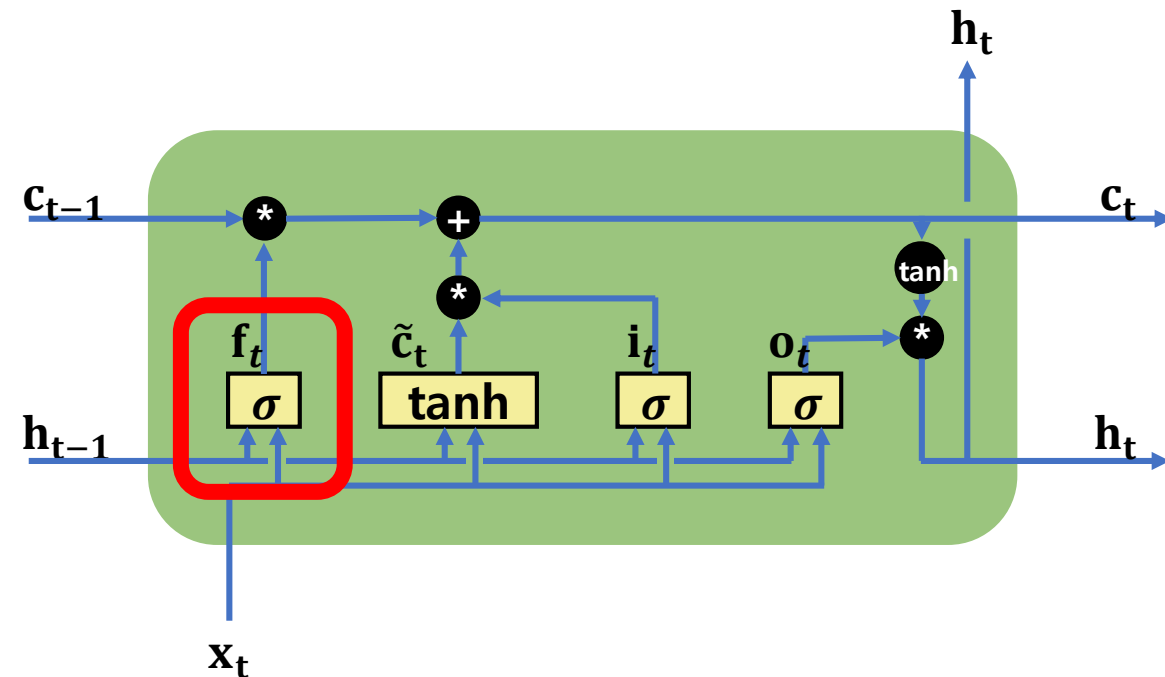 hₜ
cₜ₋₁ * + cₜ
tanh
*
fₜ c̃ₜ iₜ oₜ *
σ tanh σ σ
hₜ₋₁ hₜ
xₜ